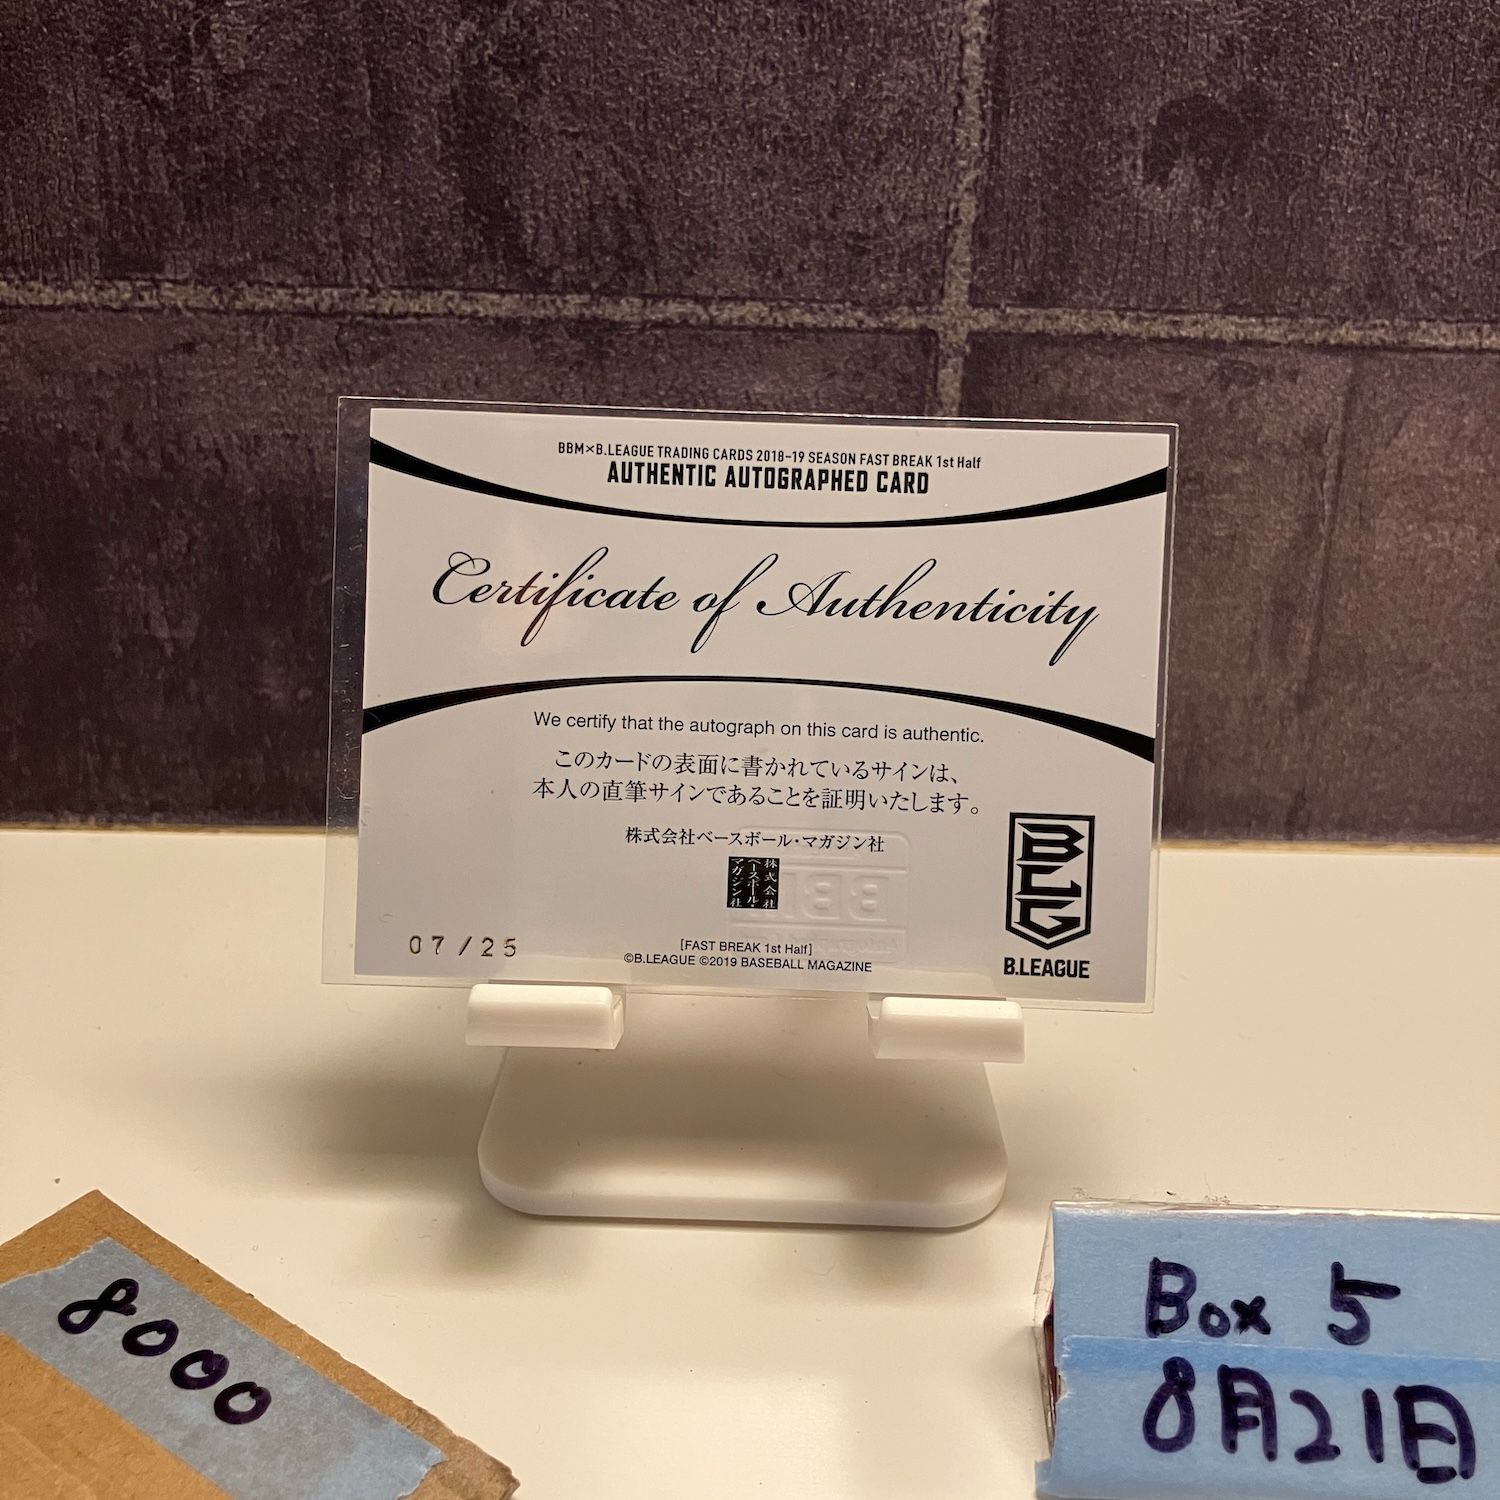 BBM×B.LEAGUE TRADING CARDS 2018-19 SEASON FAST BREAK 1st Half
AUTHENTIC AUTOGRAPHED CARD
Certificate of Authenticity
We certify that the autograph on this card is authentic.
このカードの表面に書かれているサインは、
本人の直筆サインであることを証明いたします。
株式会社ベースボール・マガジン社
株式会社
ベースボール・
マガジン社
BLG
B.LEAGUE
07/25
[FAST BREAK 1st Half]
©B.LEAGUE ©2019 BASEBALL MAGAZINE
8000
Box 5
8月21日